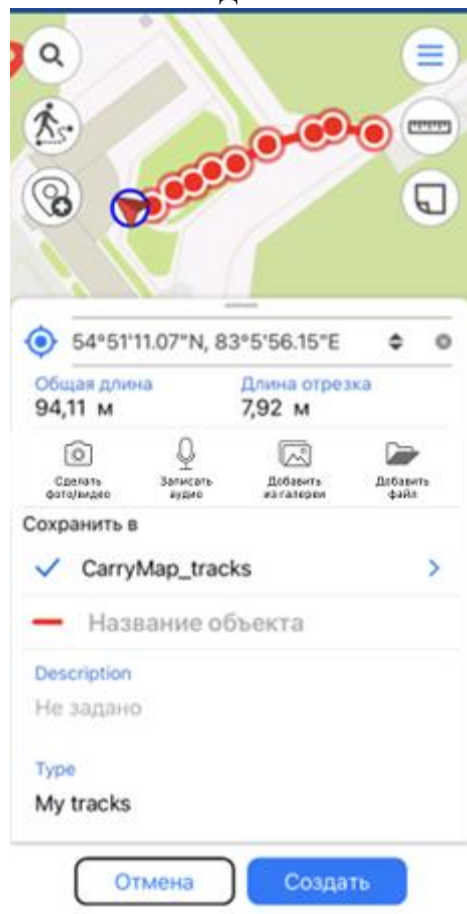 54°51'11.07"N, 83°5'56.15"E
Общая длина Длина отрезка
94,11 м 7,92 м
Сделать фото/видео
Записать аудио
Добавить из галереи
Добавить файл
Сохранить в
CarryMap_tracks
Название объекта
Description
Не задано
Type
My tracks
Отмена Создать